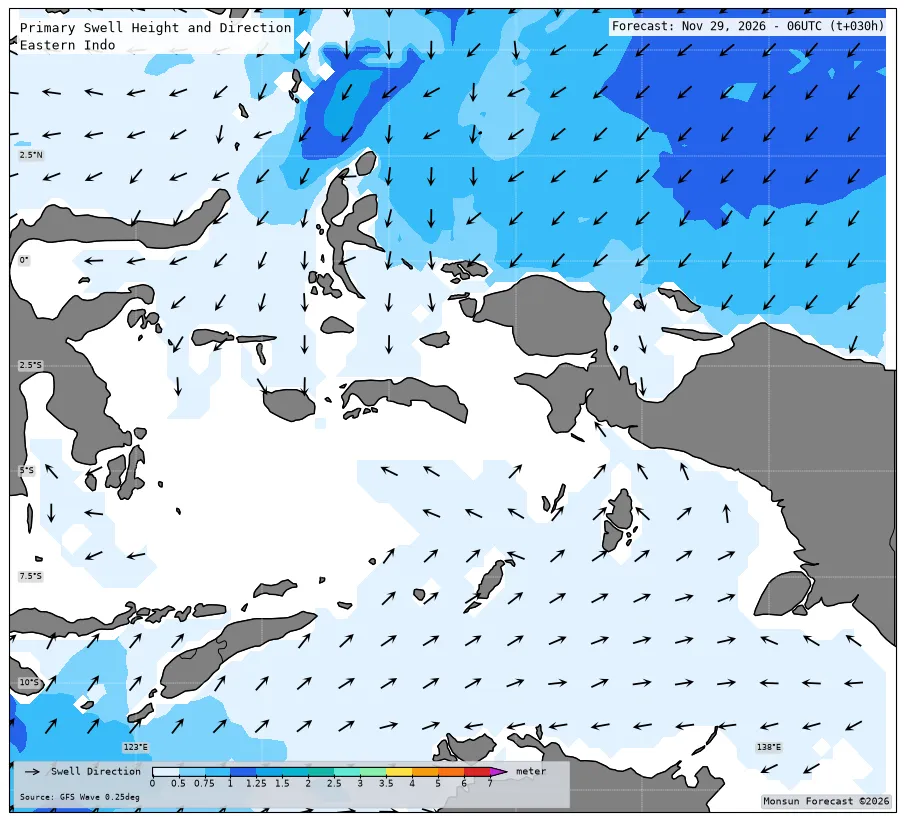 Primary Swell Height and Direction
Eastern Indo
Forecast: Nov 29, 2026 - 06UTC (t+030h)
2.5°N
0°
2.5°S
5°S
7.5°S
10°S
123°E
138°E
Swell Direction
0 0.5 0.75 1 1.25 1.5 2 2.5 3 3.5 4 5 6 7
meter
Source: GFS Wave 0.25deg
Monsun Forecast ©2026